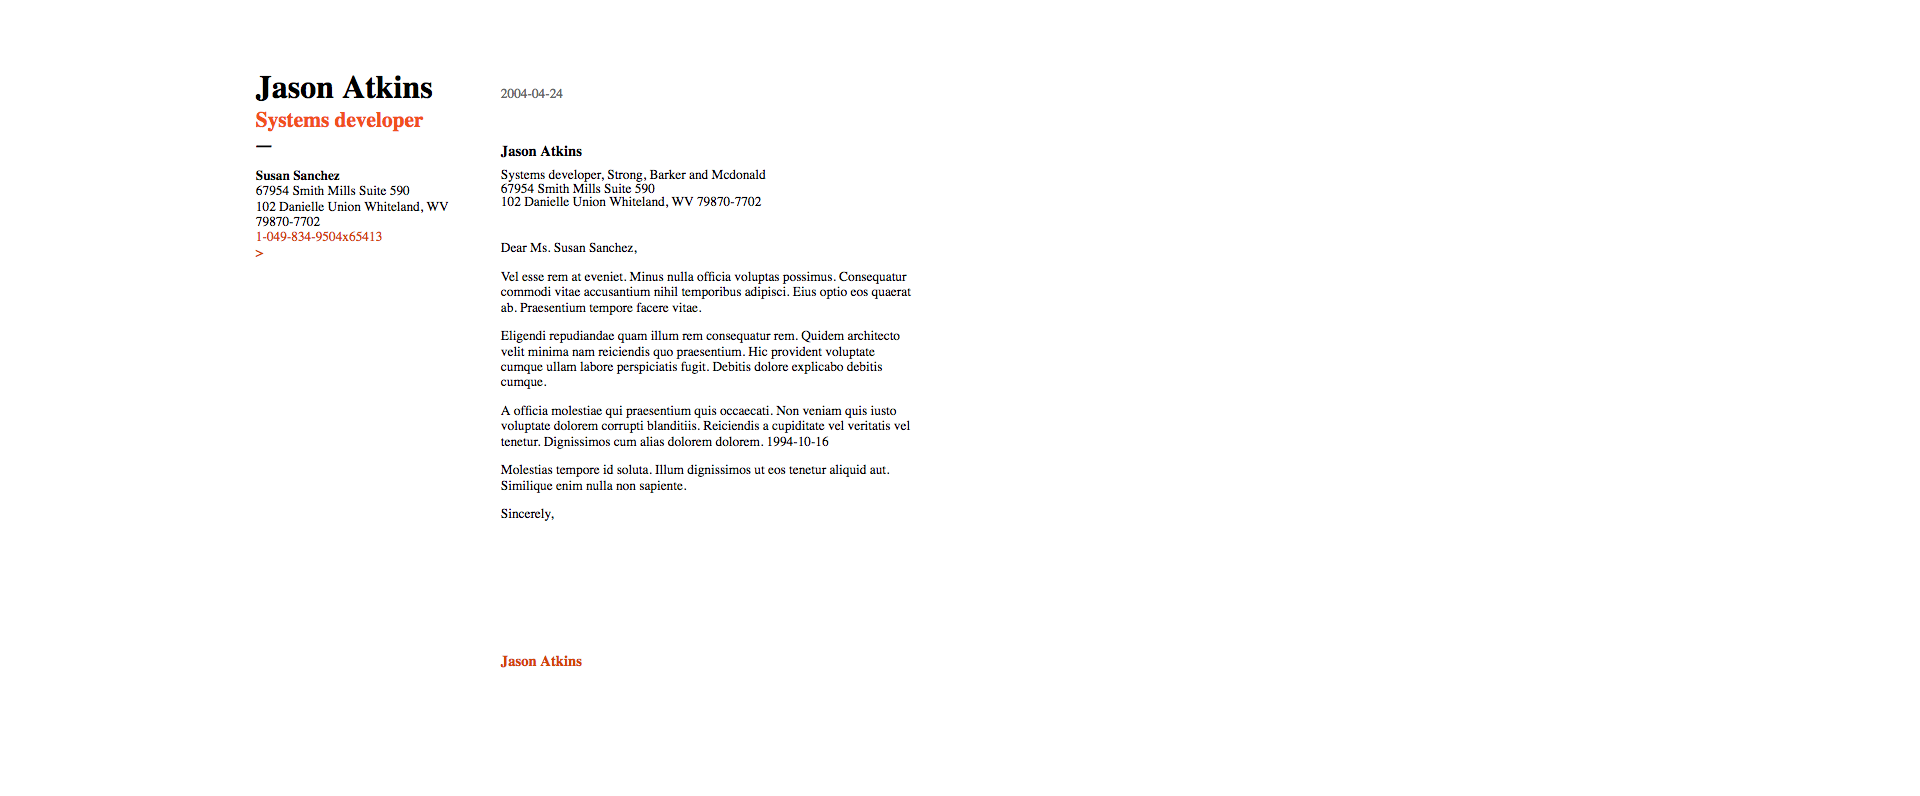 Jason Atkins
Systems developer
—
Susan Sanchez
67954 Smith Mills Suite 590
102 Danielle Union Whiteland, WV
79870-7702
1-049-834-9504x65413
>
2004-04-24
Jason Atkins
Systems developer, Strong, Barker and Mcdonald
67954 Smith Mills Suite 590
102 Danielle Union Whiteland, WV 79870-7702
Dear Ms. Susan Sanchez,
Vel esse rem at eveniet. Minus nulla officia voluptas possimus. Consequatur
commodi vitae accusantium nihil temporibus adipisci. Eius optio eos quaerat
ab. Praesentium tempore facere vitae.
Eligendi repudiandae quam illum rem consequatur rem. Quidem architecto
velit minima nam reiciendis quo praesentium. Hic provident voluptate
cumque ullam labore perspiciatis fugit. Debitis dolore explicabo debitis
cumque.
A officia molestiae qui praesentium quis occaecati. Non veniam quis iusto
voluptate dolorem corrupti blanditiis. Reiciendis a cupiditate vel veritatis vel
tenetur. Dignissimos cum alias dolorem dolorem. 1994-10-16
Molestias tempore id soluta. Illum dignissimos ut eos tenetur aliquid aut.
Similique enim nulla non sapiente.
Sincerely,
Jason Atkins